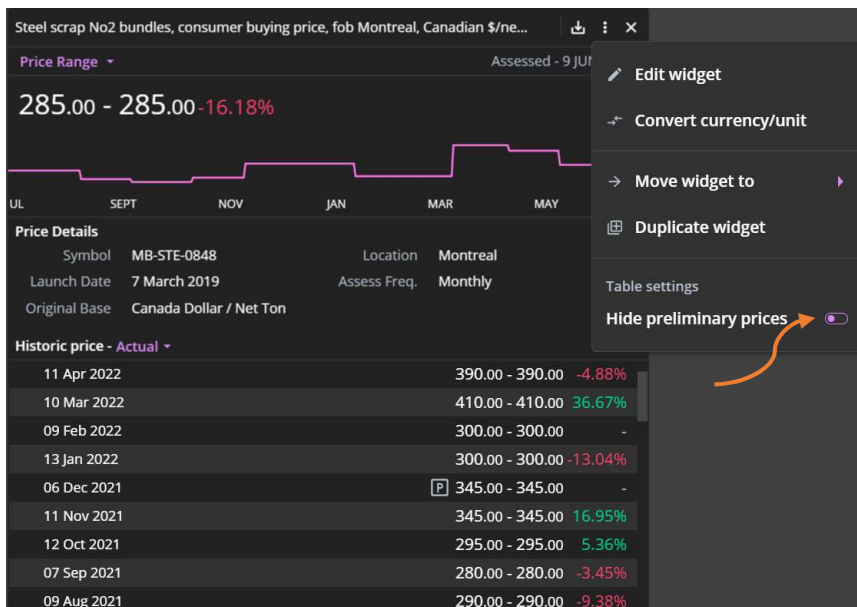 Steel scrap No2 bundles, consumer buying price, fob Montreal, Canadian $/ne...
Price Range
Assessed - 9 JU
285.00 - 285.00 -16.18%
UL SEPT NOV JAN MAR MAY
Price Details
Symbol MB-STE-0848 Location Montreal
Launch Date 7 March 2019 Assess Freq. Monthly
Original Base Canada Dollar / Net Ton
Historic price - Actual
11 Apr 2022 390.00 - 390.00 -4.88%
10 Mar 2022 410.00 - 410.00 36.67%
09 Feb 2022 300.00 - 300.00 -
13 Jan 2022 300.00 - 300.00 -13.04%
06 Dec 2021 P 345.00 - 345.00 -
11 Nov 2021 345.00 - 345.00 16.95%
12 Oct 2021 295.00 - 295.00 5.36%
07 Sep 2021 280.00 - 280.00 -3.45%
09 Aug 2021 290.00 - 290.00 -9.38%
Edit widget
Convert currency/unit
Move widget to
Duplicate widget
Table settings
Hide preliminary prices